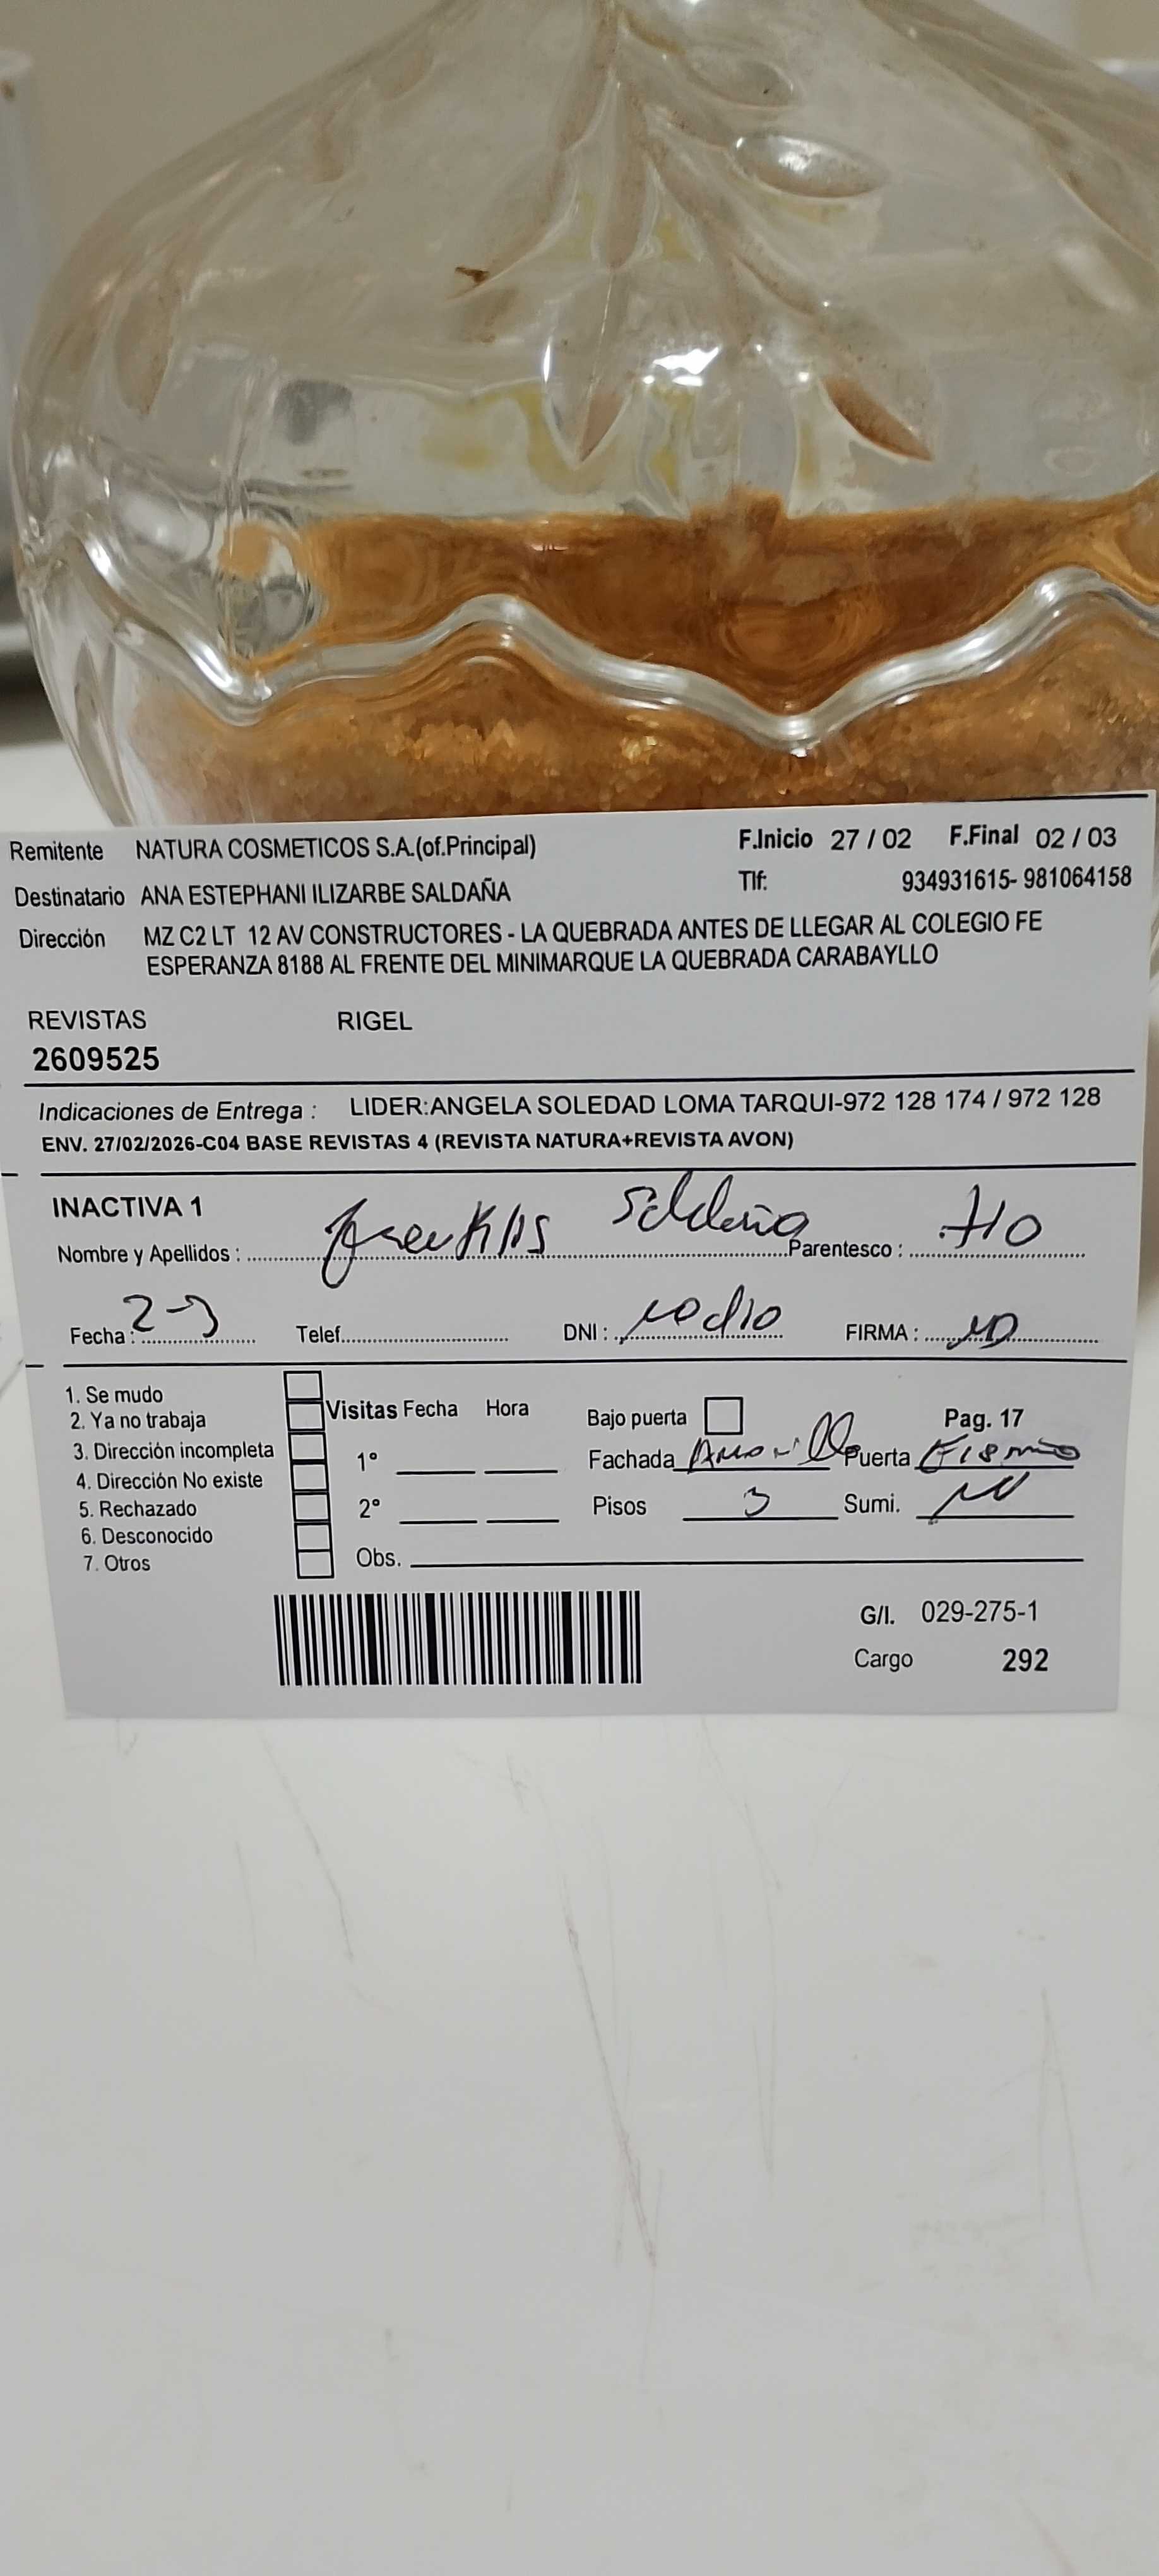 Remitente NATURA COSMETICOS S.A.(of.Principal) F.Inicio 27 / 02 F.Final 02 / 03
Destinatario ANA ESTEPHANI ILIZARBE SALDAÑA Tlf: 934931615- 981064158
Dirección MZ C2 LT 12 AV CONSTRUCTORES - LA QUEBRADA ANTES DE LLEGAR AL COLEGIO FE
ESPERANZA 8188 AL FRENTE DEL MINIMARQUE LA QUEBRADA CARABAYLLO
REVISTAS RIGEL
2609525
Indicaciones de Entrega : LIDER:ANGELA SOLEDAD LOMA TARQUI-972 128 174 / 972 128
ENV. 27/02/2026-C04 BASE REVISTAS 4 (REVISTA NATURA+REVISTA AVON)
INACTIVA 1
Nombre y Apellidos : Saldaña Parentesco : tio
Fecha : 2-3 Telef. DNI : no dio FIRMA :
1. Se mudo
2. Ya no trabaja
3. Dirección incompleta
4. Dirección No existe
5. Rechazado
6. Desconocido
7. Otros
Visitas Fecha Hora
1°
2°
Obs.
Bajo puerta Pag. 17
Fachada Puerta
Pisos 3 Sumi.
G/I. 029-275-1
Cargo 292